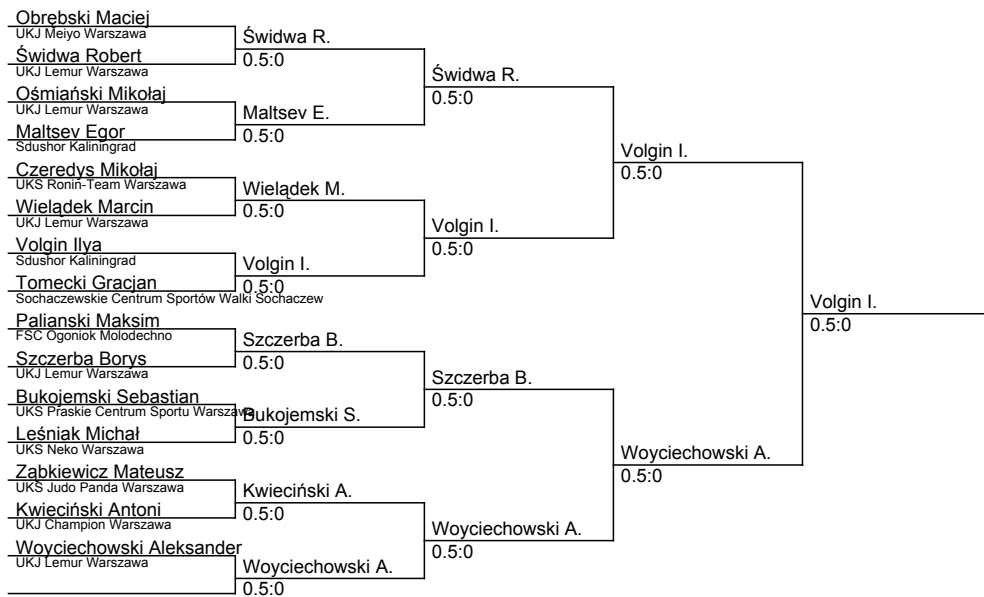 Obrębski Maciej
UKJ Meiyo Warszawa
Świdwa Robert
UKJ Lemur Warszawa
Ośmiański Mikołaj
UKJ Lemur Warszawa
Maltsev Egor
Sdushor Kaliningrad
Czeredys Mikołaj
UKS Ronin-Team Warszawa
Wielądek Marcin
UKJ Lemur Warszawa
Volgin Ilya
Sdushor Kaliningrad
Tomecki Gracjan
Sochaczewskie Centrum Sportów Walki Sochaczew
Palianski Maksim
FSC Ogoniok Molodechno
Szczerba Borys
UKJ Lemur Warszawa
Bukojemski Sebastian
UKS Praskie Centrum Sportu Warszawa
Leśniak Michał
UKS Neko Warszawa
Ząbkiewicz Mateusz
UKS Judo Panda Warszawa
Kwieciński Antoni
UKJ Champion Warszawa
Woyciechowski Aleksander
UKJ Lemur Warszawa
Świdwa R.
0.5:0
Maltsev E.
0.5:0
Wielądek M.
0.5:0
Volgin I.
0.5:0
Szczerba B.
0.5:0
Bukojemski S.
0.5:0
Kwieciński A.
0.5:0
Woyciechowski A.
0.5:0
Świdwa R.
0.5:0
Volgin I.
0.5:0
Szczerba B.
0.5:0
Woyciechowski A.
0.5:0
Volgin I.
0.5:0
Woyciechowski A.
0.5:0
Volgin I.
0.5:0